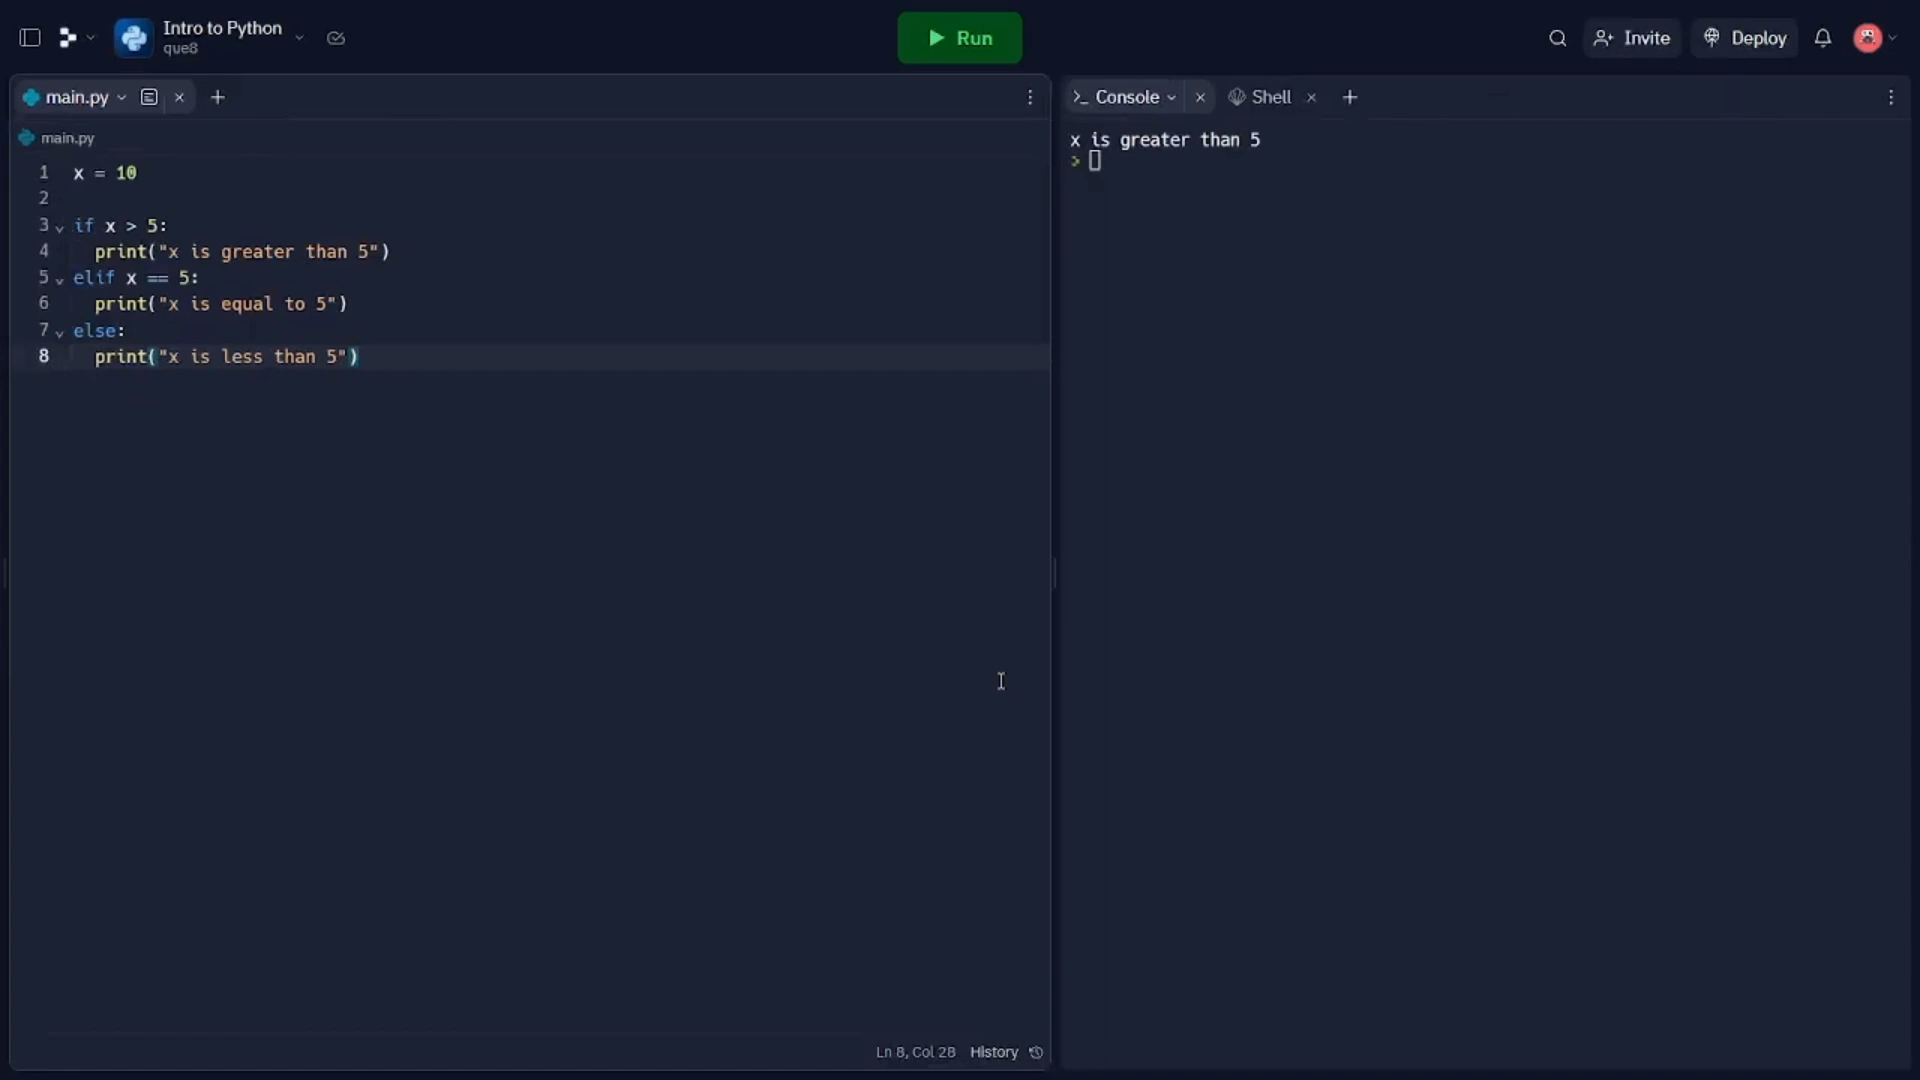 Intro to Python
que8
Run
Invite
Deploy
main.py
Console
Shell
main.py
1 x = 10
2
3 if x > 5:
4   print("x is greater than 5")
5 elif x == 5:
6   print("x is equal to 5")
7 else:
8   print("x is less than 5")
x is greater than 5
>
Ln 8, Col 28 History